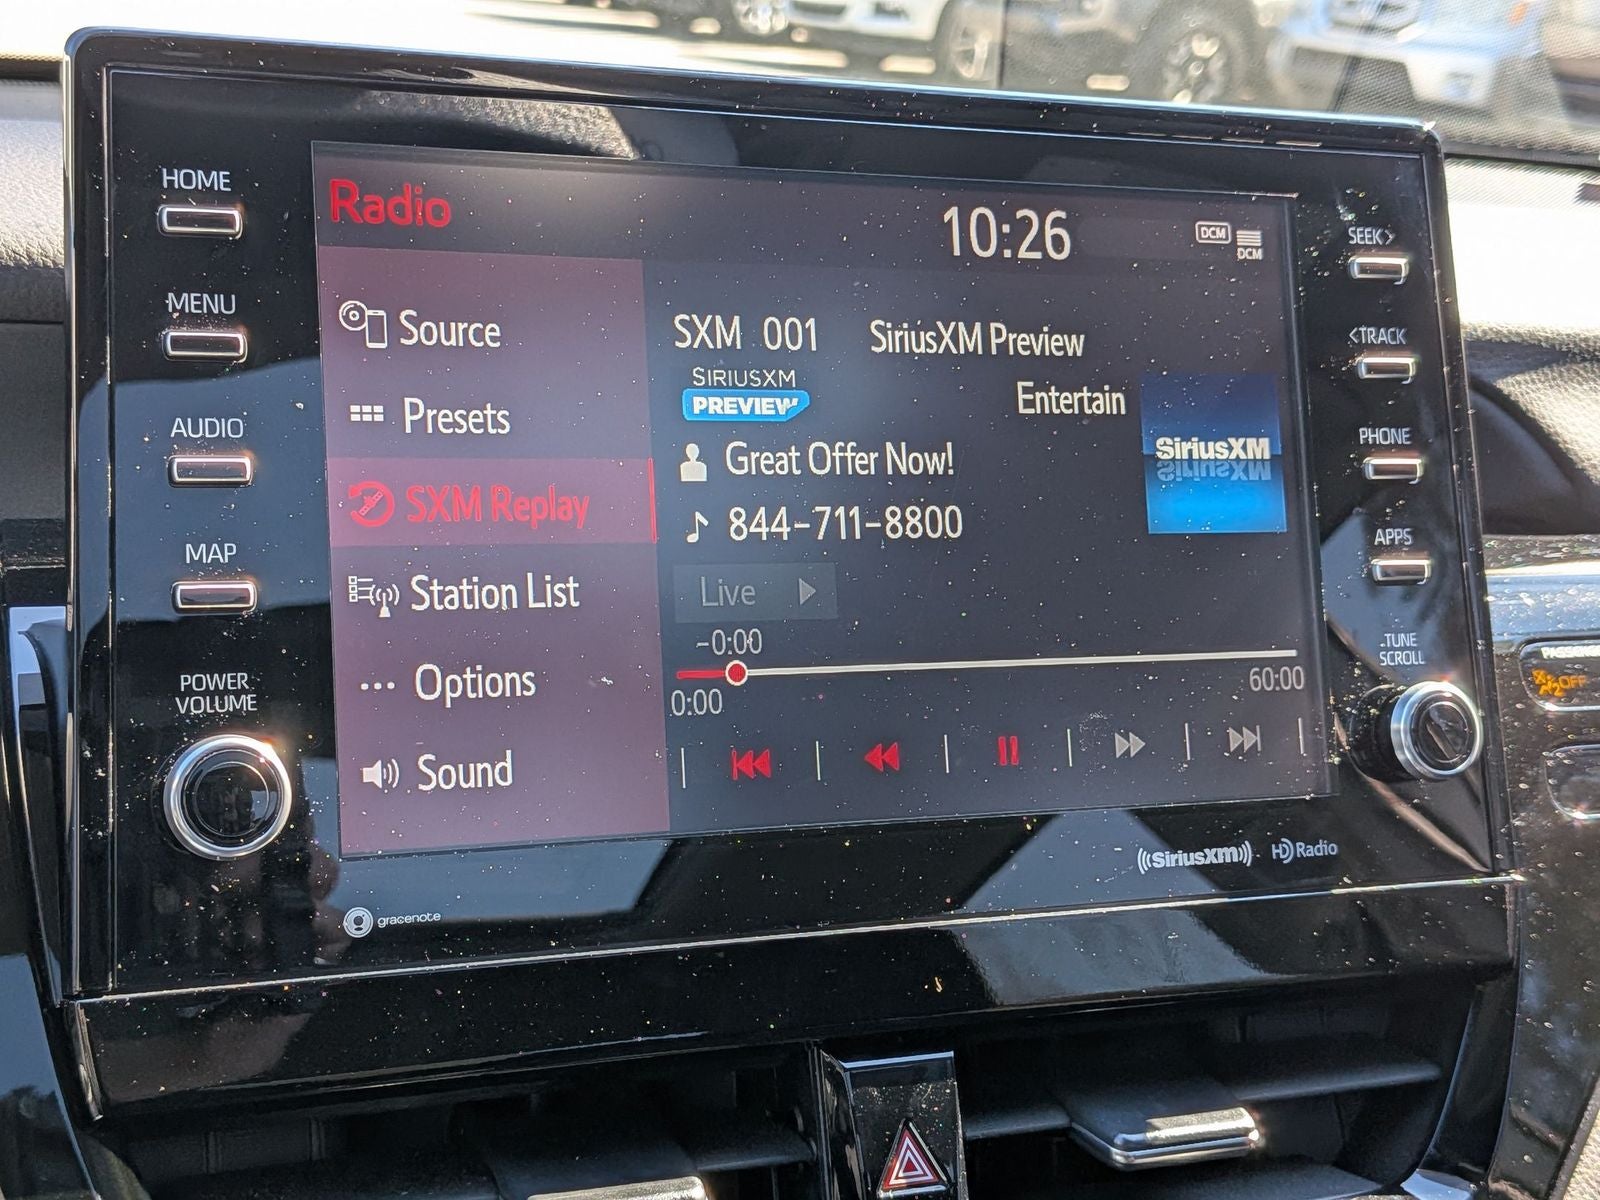 HOME
MENU
AUDIO
MAP
POWER
VOLUME
Radio
10:26
DCM
DCM
Source
Presets
SXM Replay
Station List
Options
Sound
SXM 001 SiriusXM Preview
SIRIUSXM
PREVIEW
Entertain
SiriusXM
Great Offer Now!
844-711-8800
Live
-0:00
0:00
60:00
SEEK>
<TRACK
PHONE
APPS
TUNE
SCROLL
PASSENGER
OFF
SiriusXM
HD Radio
gracenote